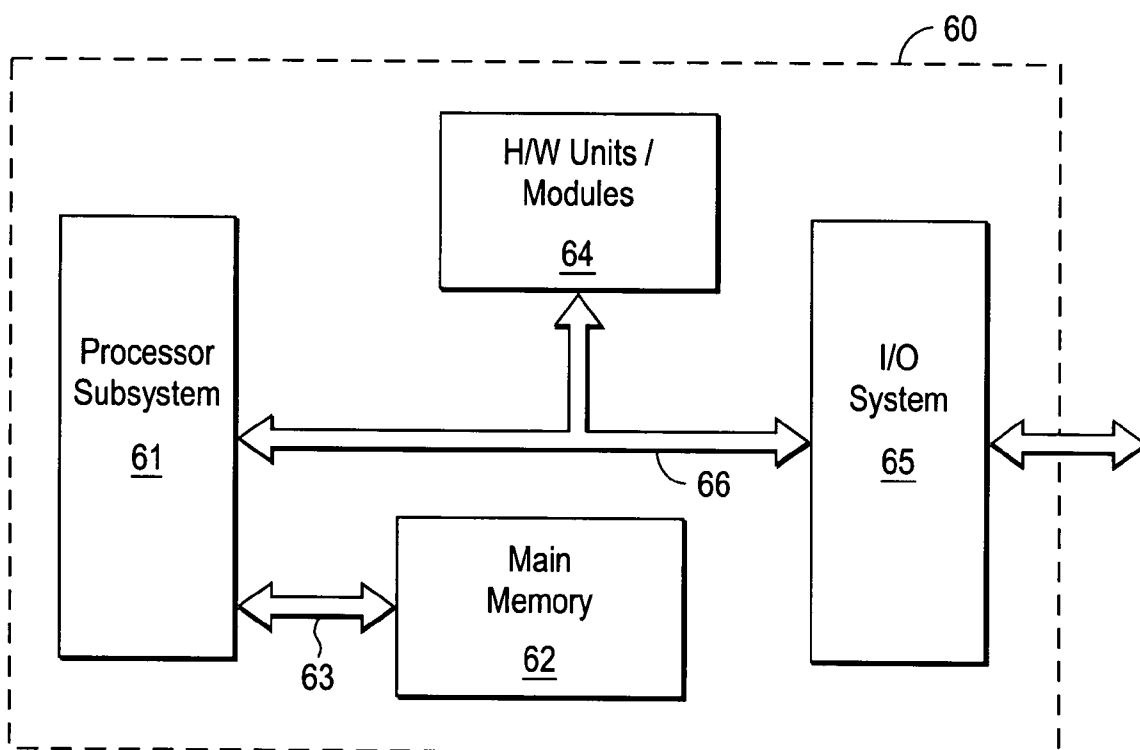 60
H/W Units /
Modules
64
Processor
Subsystem
61
I/O
System
65
66
Main
Memory
62
63